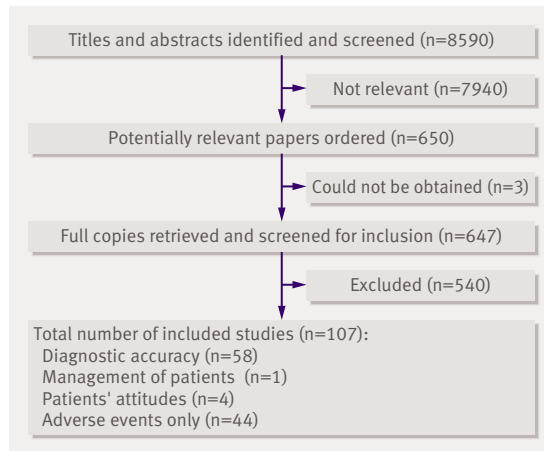 Titles and abstracts identified and screened (n=8590)
Not relevant (n=7940)
Potentially relevant papers ordered (n=650)
Could not be obtained (n=3)
Full copies retrieved and screened for inclusion (n=647)
Excluded (n=540)
Total number of included studies (n=107):
Diagnostic accuracy (n=58)
Management of patients (n=1)
Patients' attitudes (n=4)
Adverse events only (n=44)